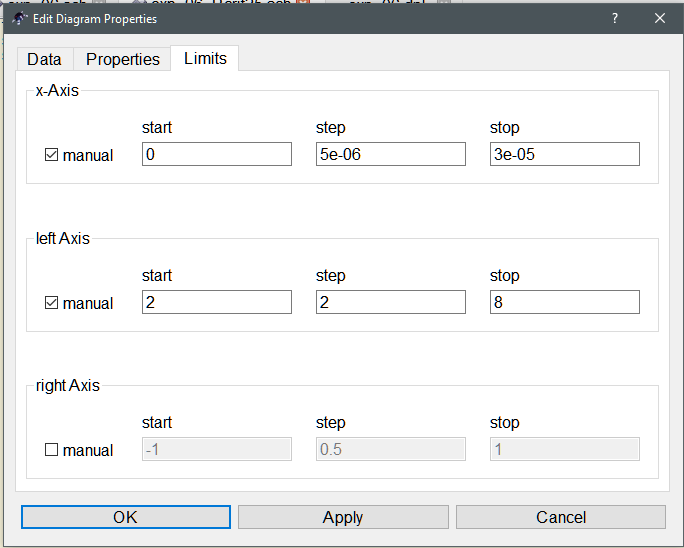 Edit Diagram Properties ?
Data Properties Limits
x-Axis
start step stop
manual 0 5e-06 3e-05
left Axis
start step stop
manual 2 2 8
right Axis
start step stop
manual -1 0.5 1
OK Apply Cancel